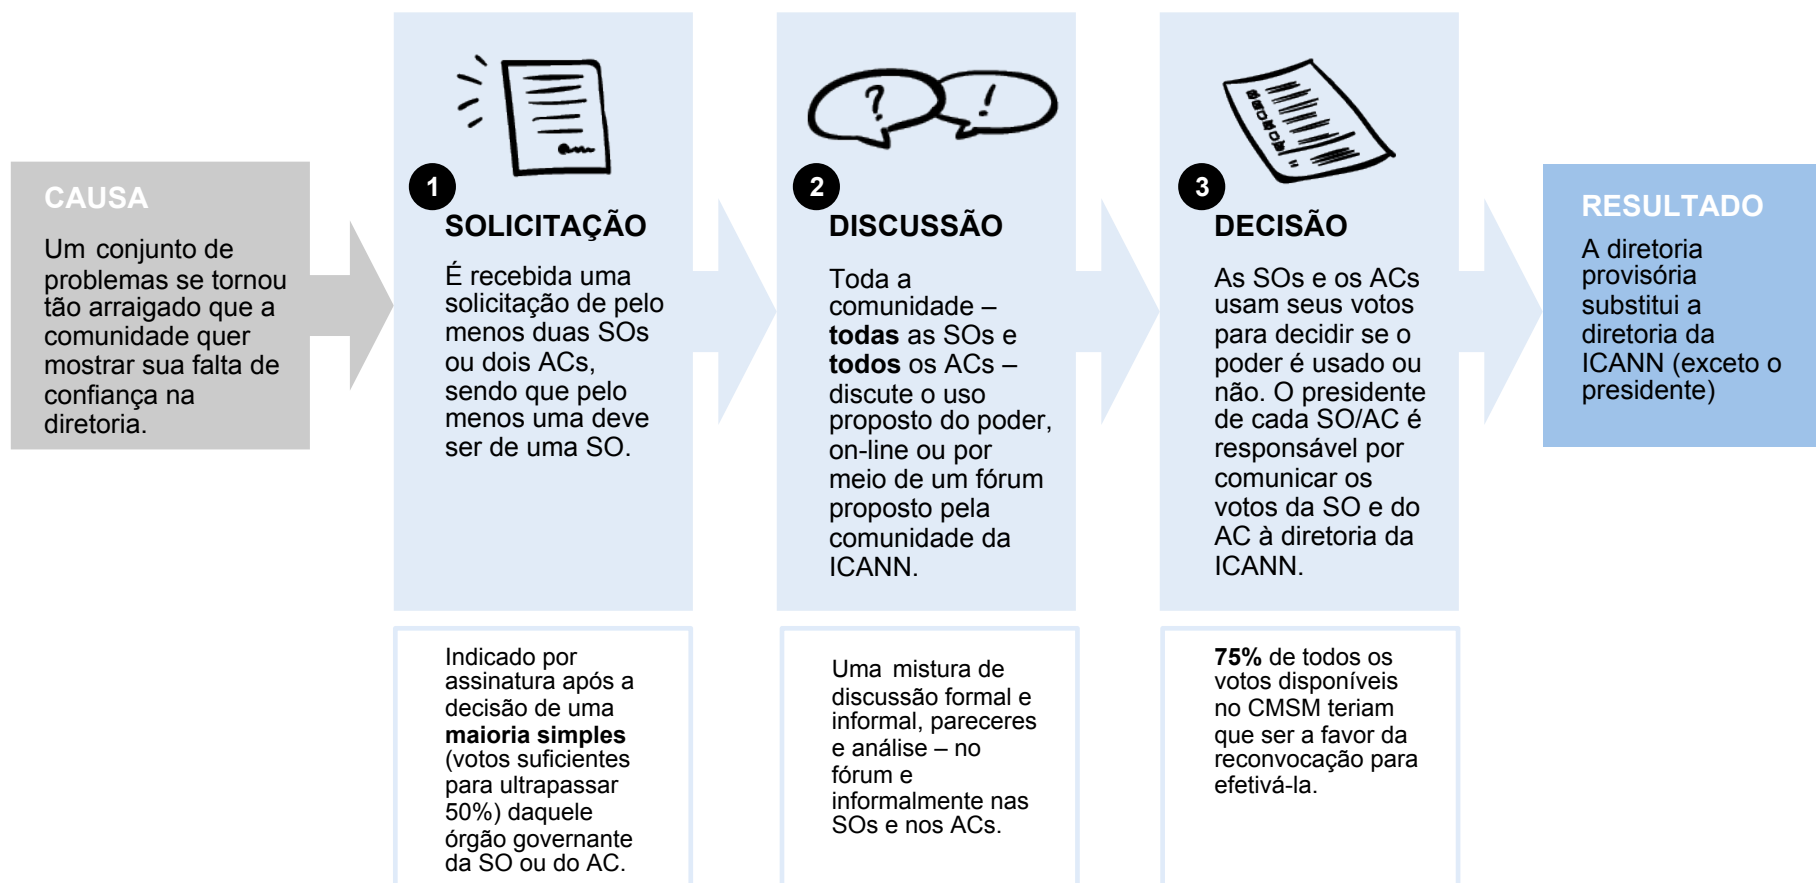 CAUSA
Um conjunto de
problemas se tornou
tão arraigado que a
comunidade quer
mostrar sua falta de
confiança na
diretoria.
1
SOLICITAÇÃO
É recebida uma
solicitação de pelo
menos duas SOs
ou dois ACs,
sendo que pelo
menos uma deve
ser de uma SO.
Indicado por
assinatura após a
decisão de uma
maioria simples
(votos suficientes
para ultrapassar
50%) daquele
órgão governante
da SO ou do AC.
?
!
2
DISCUSSÃO
Toda a
comunidade –
todas as SOs e
todos os ACs –
discute o uso
proposto do poder,
on-line ou por
meio de um fórum
proposto pela
comunidade da
ICANN.
Uma mistura de
discussão formal e
informal, pareceres
e análise – no
fórum e
informalmente nas
SOs e nos ACs.
3
DECISÃO
As SOs e os ACs
usam seus votos
para decidir se o
poder é usado ou
não. O presidente
de cada SO/AC é
responsável por
comunicar os
votos da SO e do
AC à diretoria da
ICANN.
75% de todos os
votos disponíveis
no CMSM teriam
que ser a favor da
reconvocação para
efetivá-la.
RESULTADO
A diretoria
provisória
substitui a
diretoria da
ICANN (exceto o
presidente)